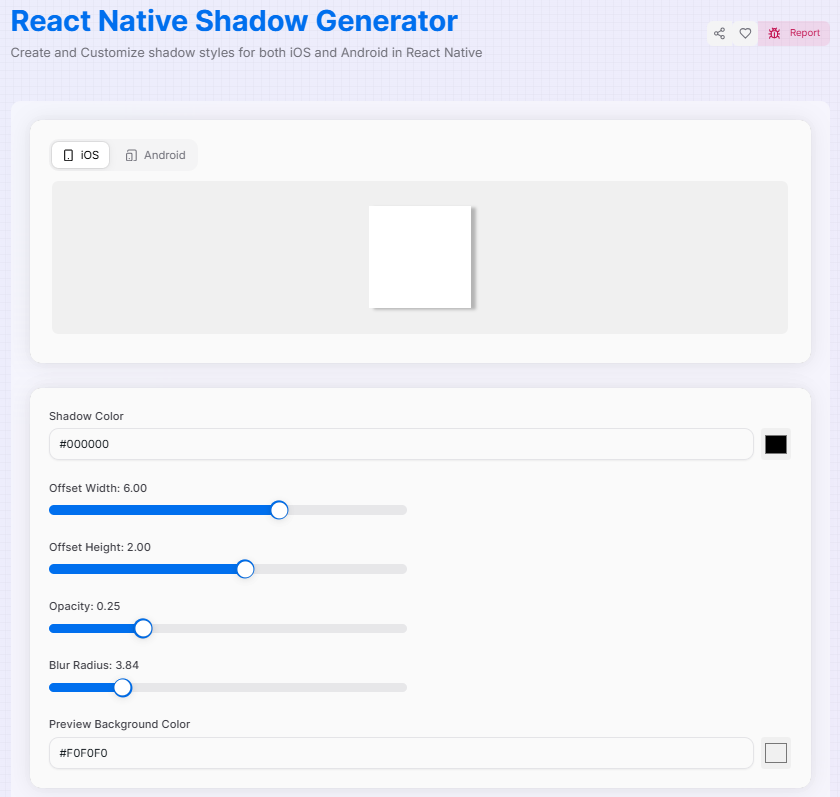 React Native Shadow Generator
Create and Customize shadow styles for both iOS and Android in React Native
Report
iOS
Android
Shadow Color
#000000
Offset Width: 6.00
Offset Height: 2.00
Opacity: 0.25
Blur Radius: 3.84
Preview Background Color
#F0F0F0